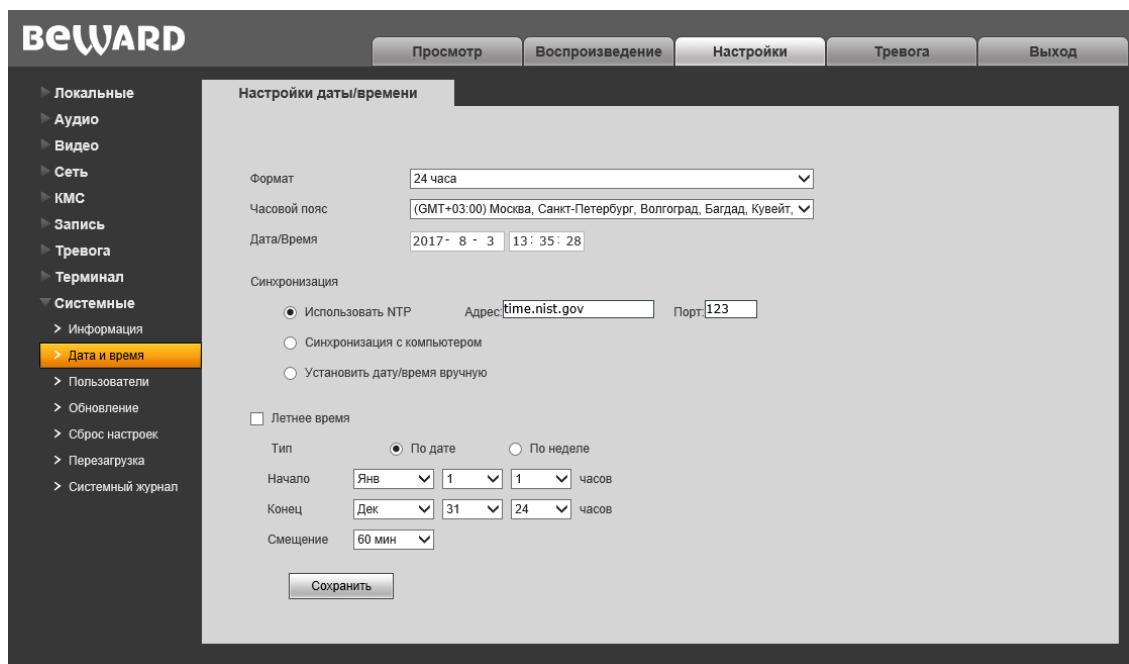 BEWARD
Просмотр Воспроизведение Настройки Тревога Выход
Локальные
Аудио
Видео
Сеть
КМС
Запись
Тревога
Терминал
Системные
Информация
Дата и время
Пользователи
Обновление
Сброс настроек
Перезагрузка
Системный журнал
Настройки даты/времени
Формат 24 часа
Часовой пояс (GMT+03:00) Москва, Санкт-Петербург, Волгоград, Багдад, Кувейт,
Дата/Время 2017- 8 - 3 13: 35: 28
Синхронизация
Использовать NTP Адрес: time.nist.gov Порт: 123
Синхронизация с компьютером
Установить дату/время вручную
Летнее время
Тип По дате По неделе
Начало Янв 1 1 часов
Конец Дек 31 24 часов
Смещение 60 мин
Сохранить